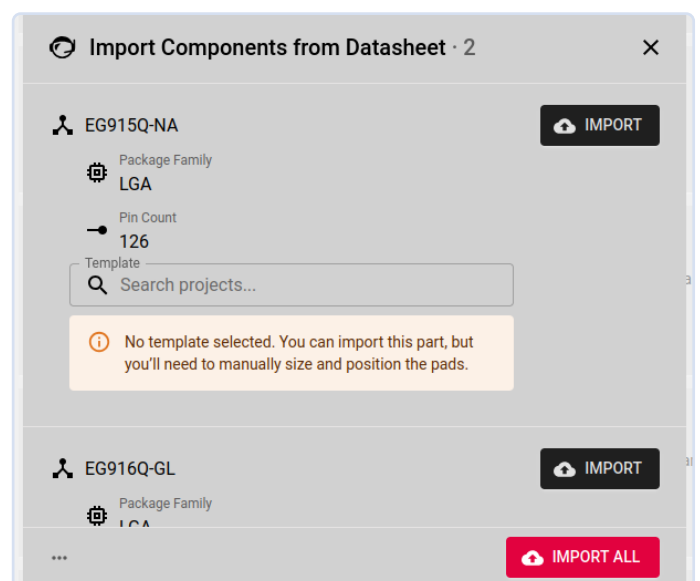 Import Components from Datasheet · 2
EG915Q-NA
IMPORT
Package Family
LGA
Pin Count
126
Template
Search projects...
No template selected. You can import this part, but
you'll need to manually size and position the pads.
EG916Q-GL
IMPORT
Package Family
LGA
IMPORT ALL